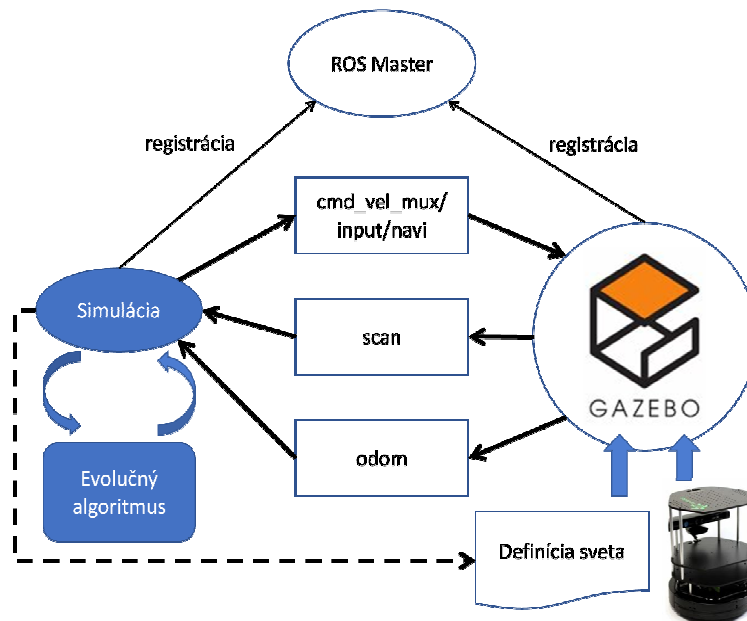 ROS Master
registrácia
registrácia
cmd_vel_mux/
input/navi
Simulácia
scan
GAZEBO
odom
Evolučný
algoritmus
Definícia sveta